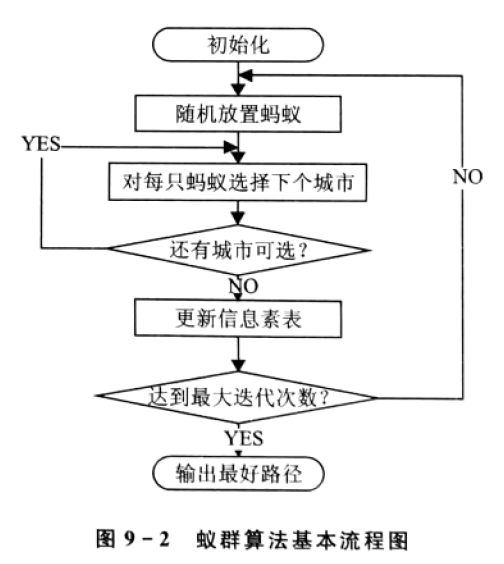 初始化
随机放置蚂蚁
YES
对每只蚂蚁选择下个城市
NO
还有城市可选?
NO
更新信息素表
达到最大迭代次数?
YES
输出最好路径
图 9-2 蚁群算法基本流程图